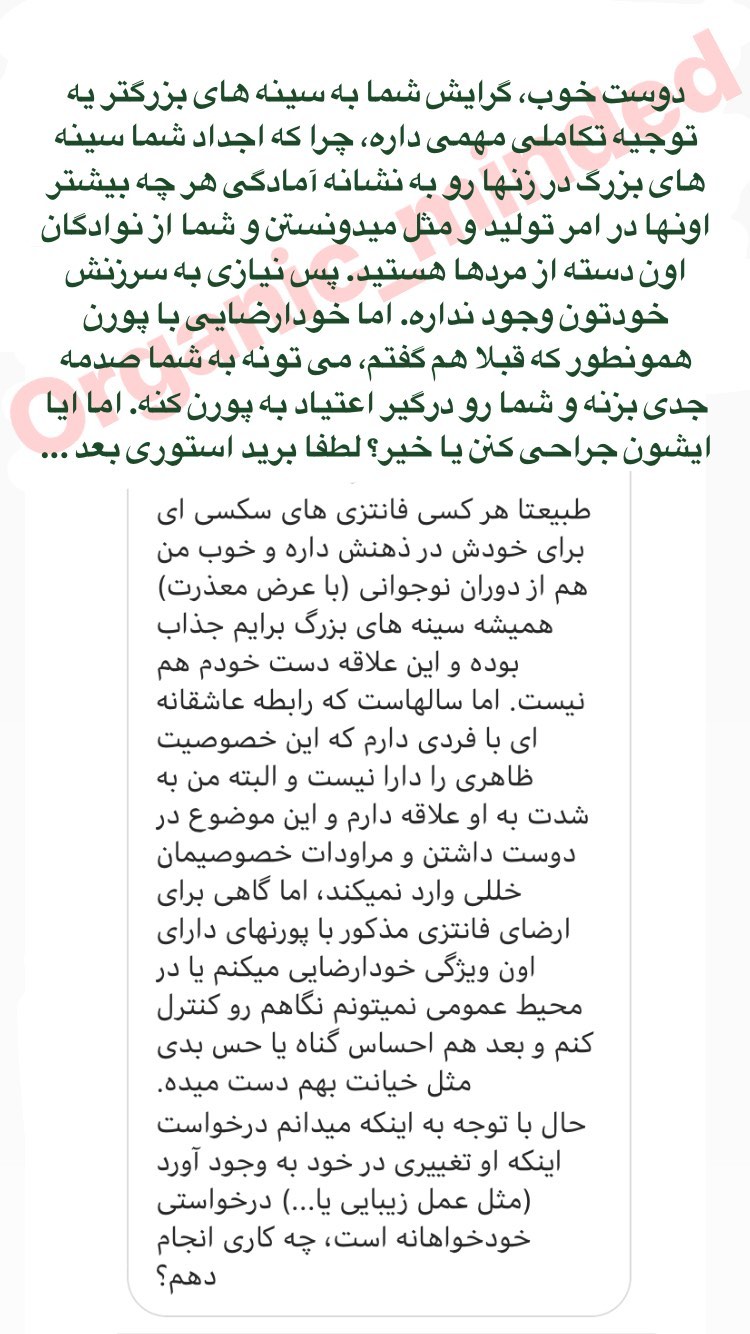 دوست خوب، گرایش شما به سینه های بزرگتر یه
توجیه تکاملی مهمی داره، چرا که اجداد شما سینه
های بزرگ در زنها رو به نشانه آمادگی هر چه بیشتر
اونها در امر تولید و مثل میدونستن و شما از نوادگان
اون دسته از مردها هستید. پس نیازی به سرزنش
خودتون وجود نداره. اما خودارضایی با پورن
همونطور که قبلا هم گفتم، می تونه به شما صدمه
جدی بزنه و شما رو درگیر اعتیاد به پورن کنه. اما ایا
ایشون جراحی کنن یا خیر؟ لطفا برید استوری بعد ...
Organic_minded
طبیعتا هر کسی فانتزی های سکسی ای
برای خودش در ذهنش داره و خوب من
هم از دوران نوجوانی (با عرض معذرت)
همیشه سینه های بزرگ برایم جذاب
بوده و این علاقه دست خودم هم
نیست. اما سالهاست که رابطه عاشقانه
ای با فردی دارم که این خصوصیت
ظاهری را دارا نیست و البته من به
شدت به او علاقه دارم و این موضوع در
دوست داشتن و مراودات خصوصیمان
خللی وارد نمیکند، اما گاهی برای
ارضای فانتزی مذکور با پورنهای دارای
اون ویژگی خودارضایی میکنم یا در
محیط عمومی نمیتونم نگاهم رو کنترل
کنم و بعد هم احساس گناه یا حس بدی
مثل خیانت بهم دست میده.
حال با توجه به اینکه میدانم درخواست
اینکه او تغییری در خود به وجود آورد
(مثل عمل زیبایی یا...) درخواستی
خودخواهانه است، چه کاری انجام
دهم؟